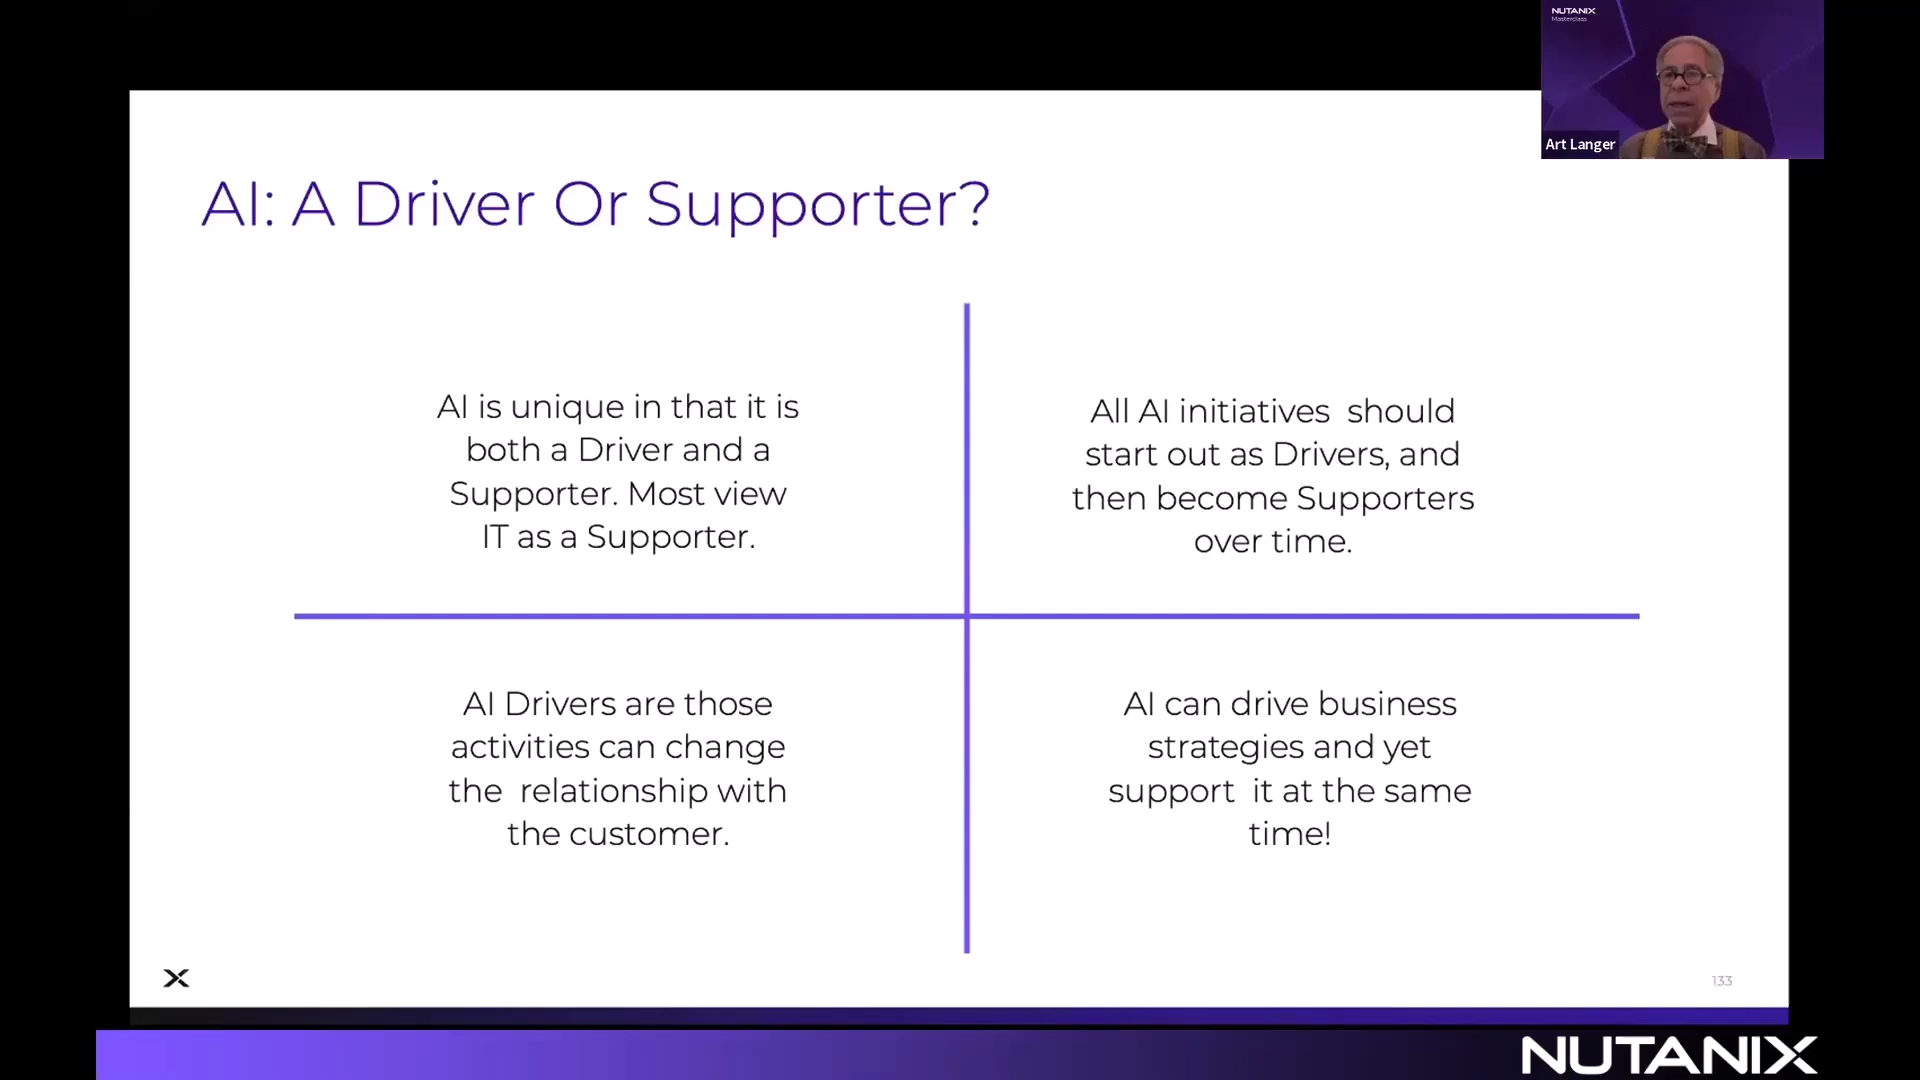 NUTANIX
Masterclass
Art Langer
AI: A Driver Or Supporter?
AI is unique in that it is
both a Driver and a
Supporter. Most view
IT as a Supporter.
All AI initiatives  should
start out as Drivers, and
then become Supporters
over time.
AI Drivers are those
activities can change
the  relationship with
the customer.
AI can drive business
strategies and yet
support  it at the same
time!
133
NUTANIX